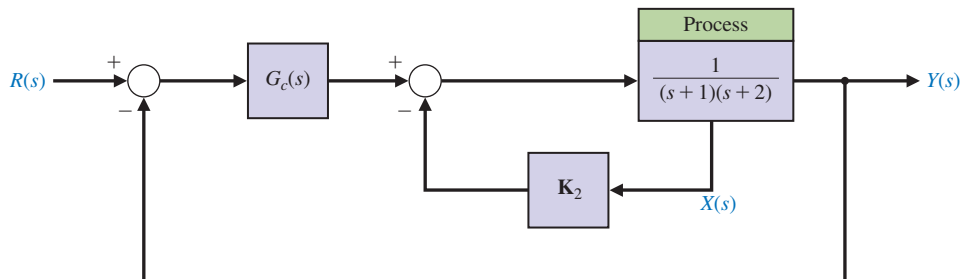 Process
R(s)
+
−
G_c(s)
+
−
1
(s + 1)(s + 2)
Y(s)
K_2
X(s)